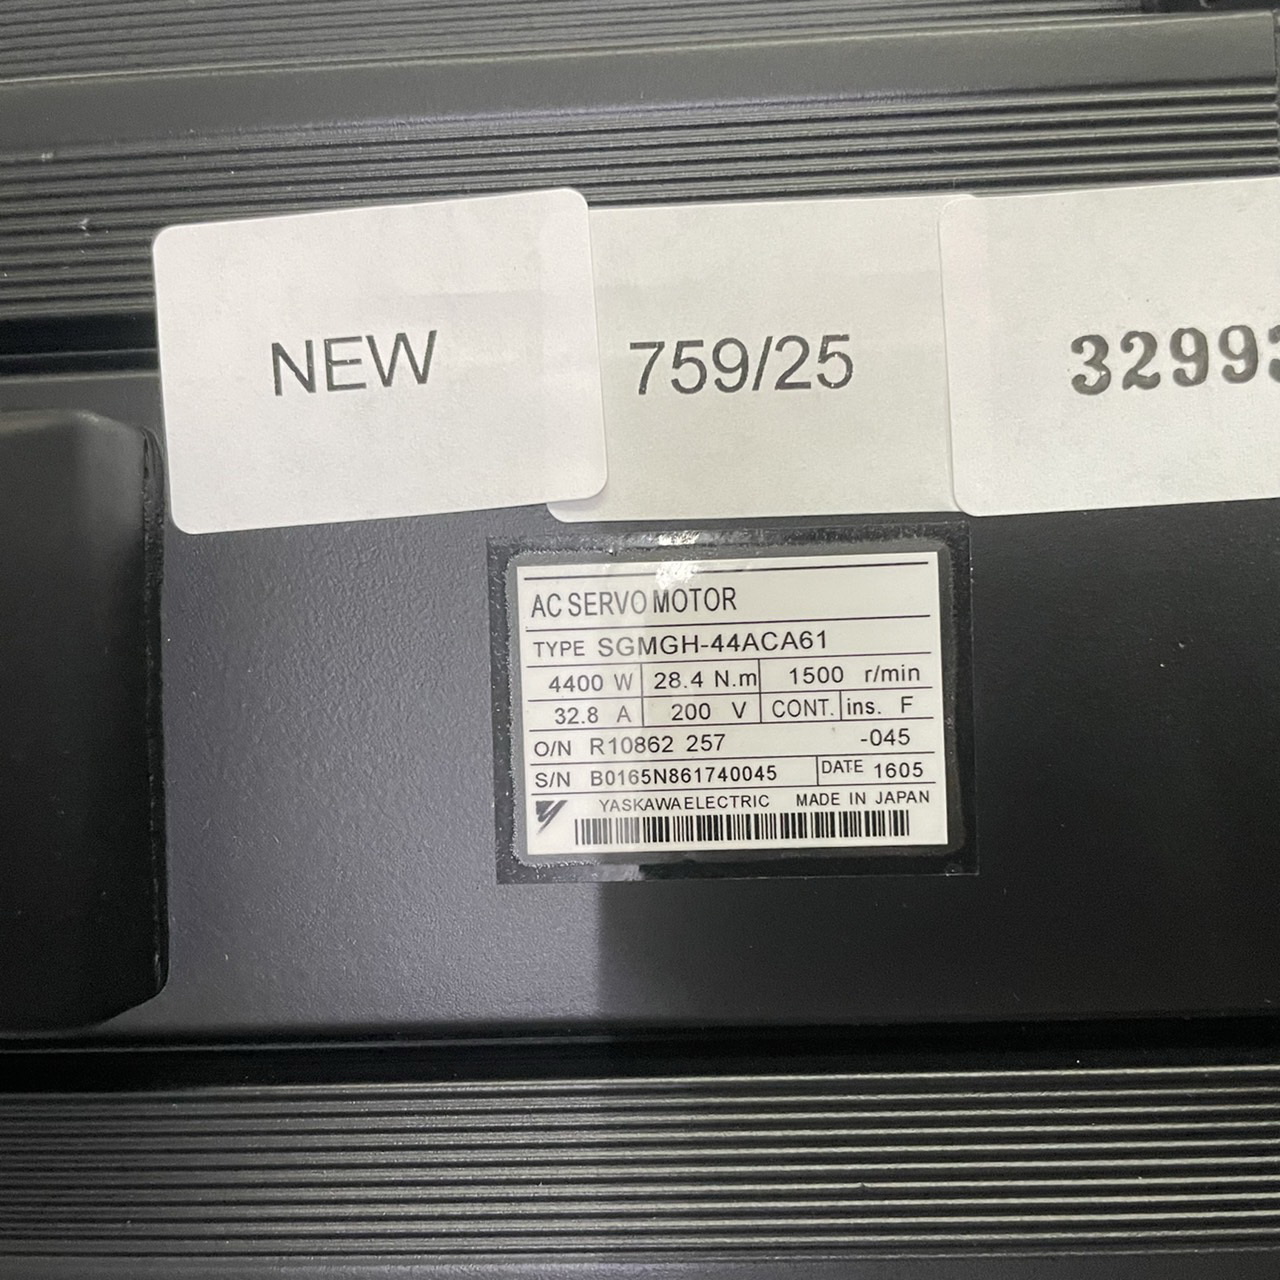 NEW
759/25
3299
AC SERVO MOTOR
TYPE SGMGH-44ACA61
4400 W 28.4 N.m 1500 r/min
32.8 A 200 V CONT. ins. F
O/N R10862 257 -045
S/N B0165N861740045 DATE 1605
YASKAWA ELECTRIC MADE IN JAPAN